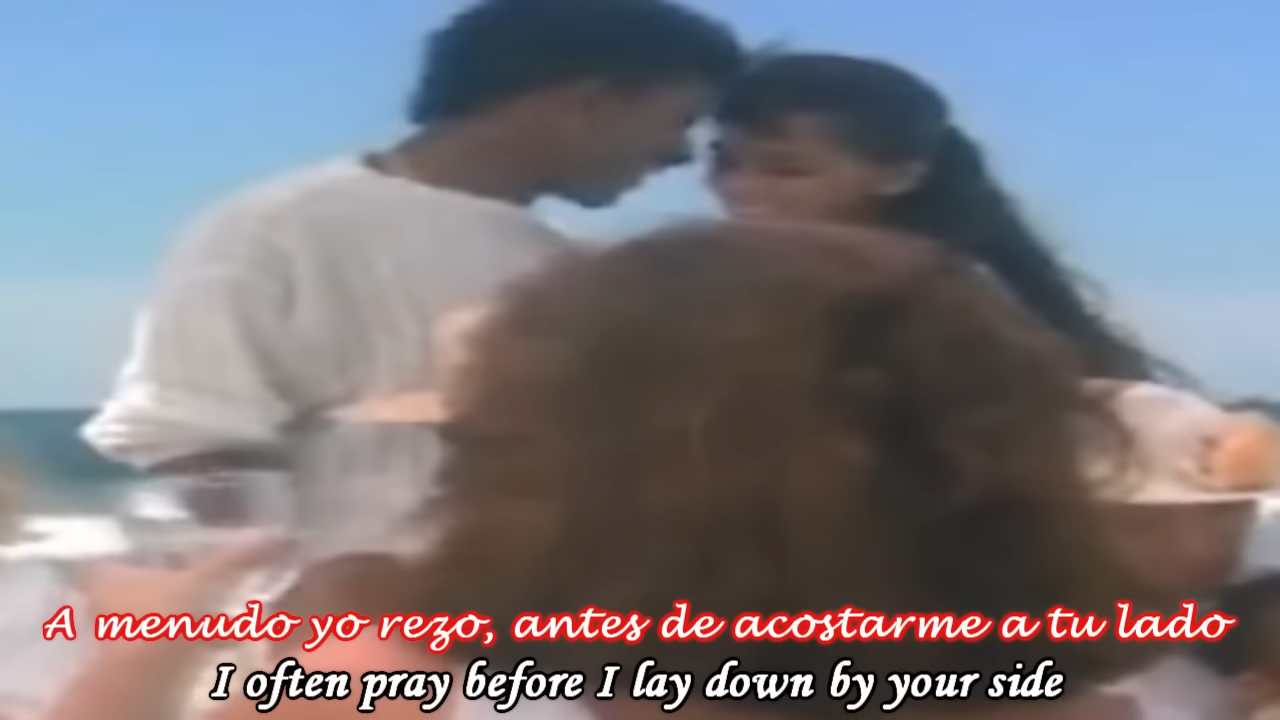 A menudo yo rezo, antes de acostarme a tu lado
I often pray before I lay down by your side